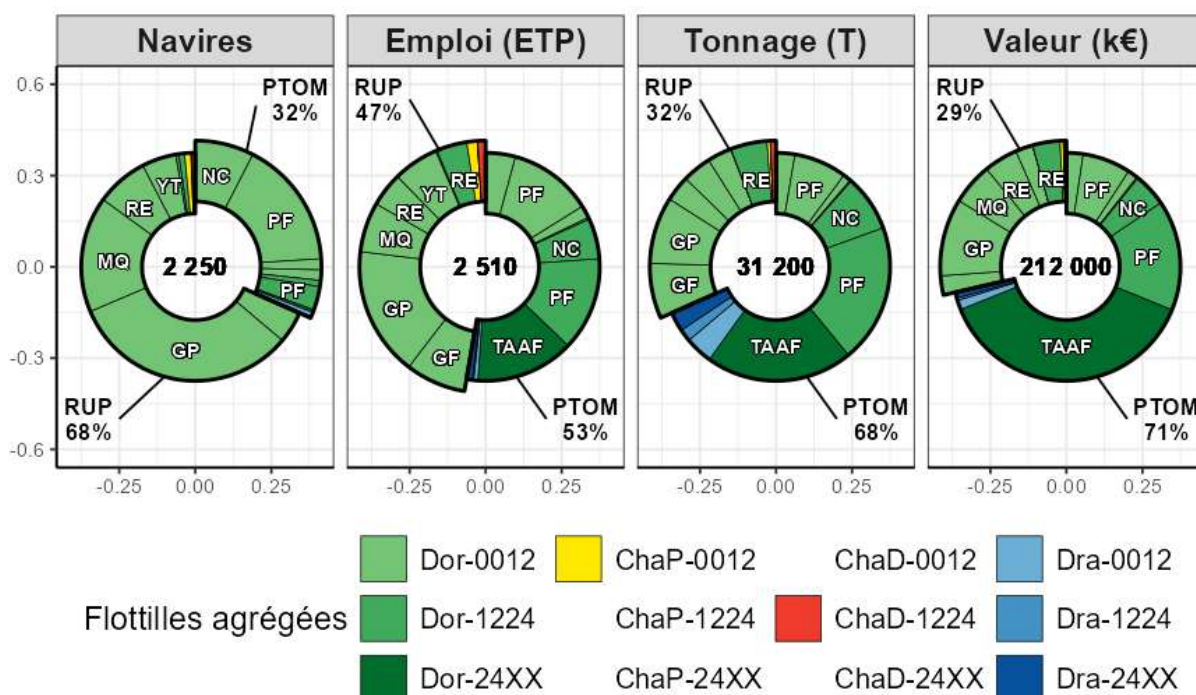 Navires
Emploi (ETP)
Tonnage (T)
Valeur (k€)
0.6
0.3
0.0
-0.3
-0.6
PTOM
32%
NC
PF
PF
GP
MQ
RE
YT
2 250
RUP
68%
-0.25
0.00
0.25
RUP
47%
RE
YT
RE
MQ
GP
GF
PF
NC
PF
TAAF
2 510
PTOM
53%
-0.25
0.00
0.25
RUP
32%
RE
GP
GF
PF
NC
PF
TAAF
31 200
PTOM
68%
-0.25
0.00
0.25
RUP
29%
RE
RE
MQ
GP
PF
NC
PF
TAAF
212 000
PTOM
71%
-0.25
0.00
0.25
Flottilles agrégées
Dor-0012
ChaP-0012
ChaD-0012
Dra-0012
Dor-1224
ChaP-1224
ChaD-1224
Dra-1224
Dor-24XX
ChaP-24XX
ChaD-24XX
Dra-24XX